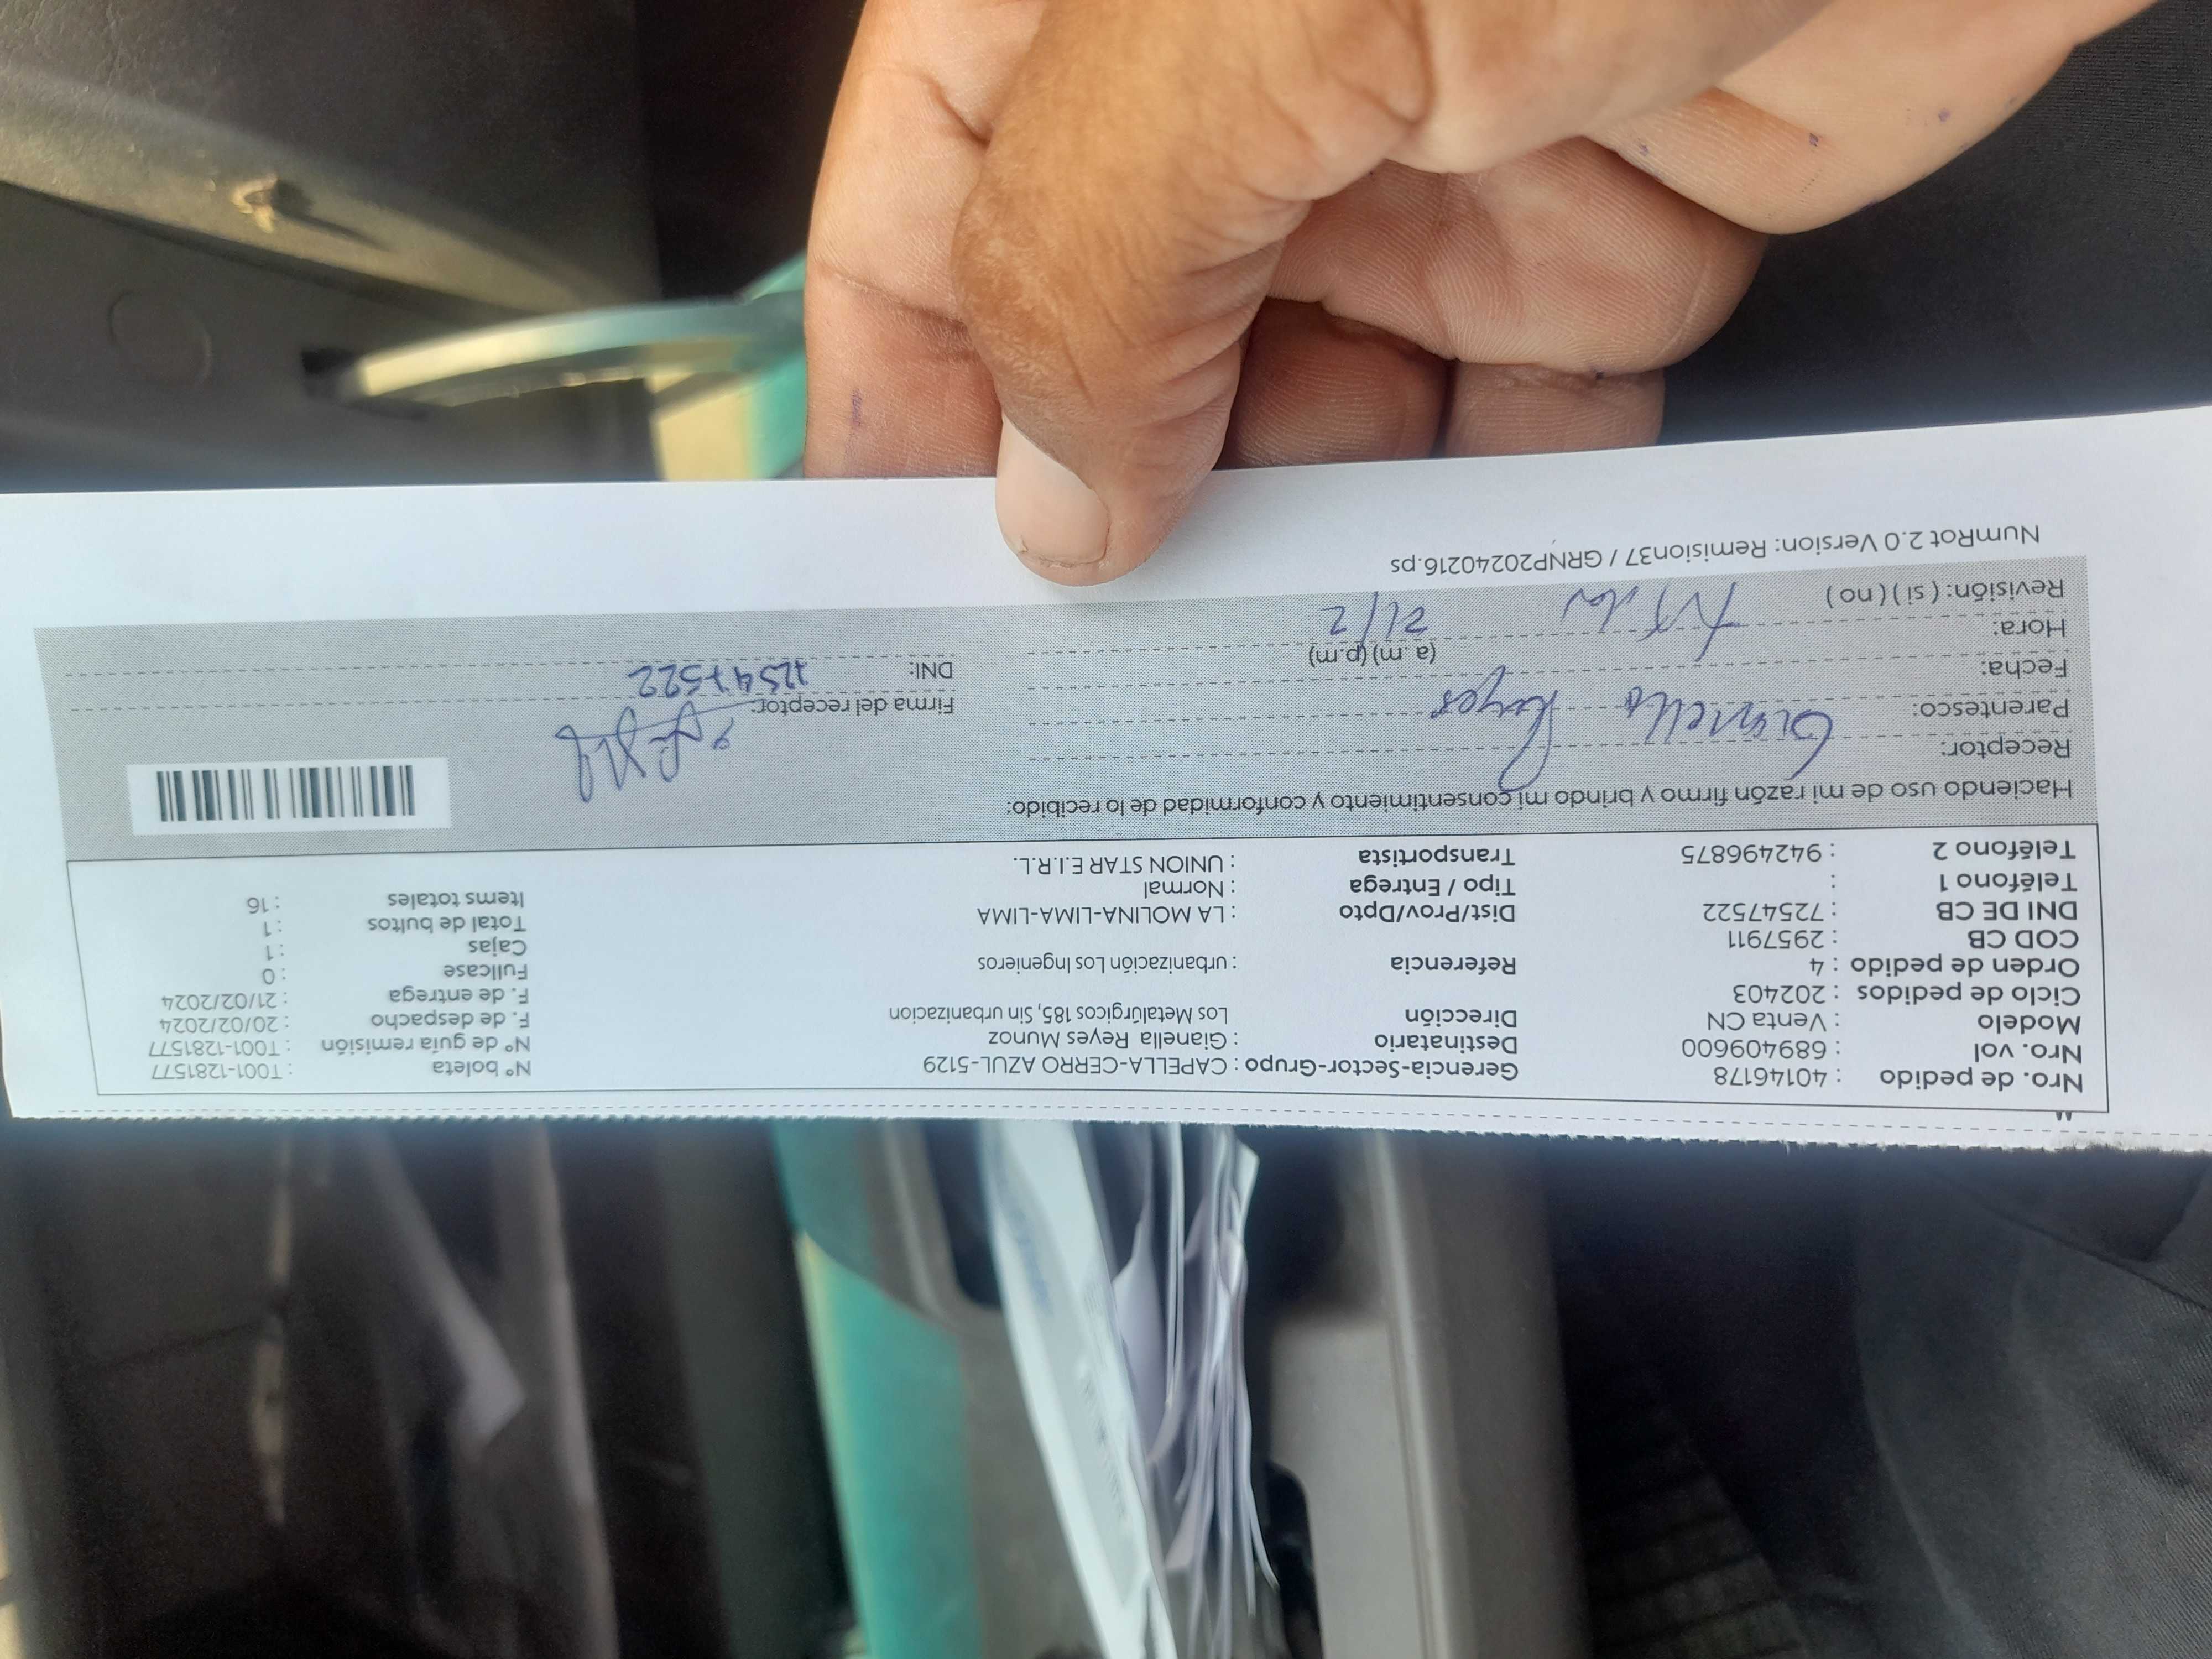 Nro. de pedido : 40146178 Gerencia-Sector-Grupo : CAPELLA-CERRO AZUL-5129 N° boleta : T001-1281577
Nro. vol : 689409600 Destinatario : Gianella Reyes Munoz N° de guía remisión : T001-1281577
Modelo : Venta CN Dirección Los Metalúrgicos 185, Sin urbanizacion F. de despacho : 20/02/2024
Ciclo de pedidos : 202403 F. de entrega : 21/02/2024
Orden de pedido : 4 Referencia : urbanización Los Ingenieros Fullcase : 0
COD CB : 2957911 Cajas : 1
DNI DE CB : 72547522 Dist/Prov/Dpto : LA MOLINA-LIMA-LIMA Total de bultos : 1
Teléfono 1 : Tipo / Entrega : Normal Items totales : 16
Teléfono 2 : 942496875 Transportista : UNION STAR E.I.R.L.
Haciendo uso de mi razón firmo y brindo mi consentimiento y conformidad de lo recibido:
Receptor:
Parentesco: Gianella Reyes Firma del receptor:
Fecha: DNI: 72547522
Hora: (a.m)(p.m)
Revisión: (si) (no) 21/2
NumRot 2.0 Version: Remision37 / GRNP20240216.ps